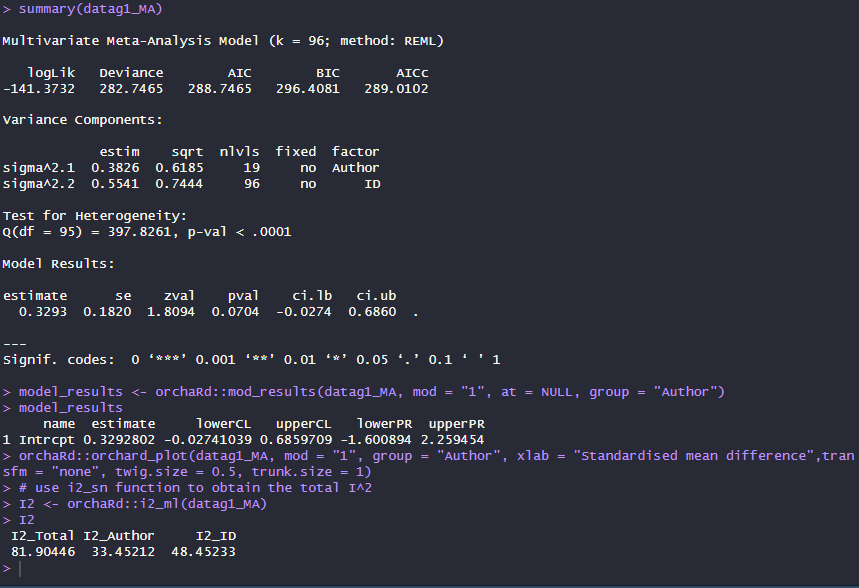 > summary(datag1_MA)
Multivariate Meta-Analysis Model (k = 96; method: REML)
logLik Deviance AIC BIC AICc
-141.3732 282.7465 288.7465 296.4081 289.0102
Variance Components:
estim sqrt nlvls fixed factor
sigma^2.1 0.3826 0.6185 19 no Author
sigma^2.2 0.5541 0.7444 96 no ID
Test for Heterogeneity:
Q(df = 95) = 397.8261, p-val < .0001
Model Results:
estimate se zval pval ci.lb ci.ub
0.3293 0.1820 1.8094 0.0704 -0.0274 0.6860 .
---
Signif. codes: 0 ‘***’ 0.001 ‘**’ 0.01 ‘*’ 0.05 ‘.’ 0.1 ‘ ’ 1
> model_results <- orchaRd::mod_results(datag1_MA, mod = "1", at = NULL, group = "Author")
> model_results
name estimate lowerCL upperCL lowerPR upperPR
1 Intrcpt 0.3292802 -0.02741039 0.6859709 -1.600894 2.259454
> orchaRd::orchard_plot(datag1_MA, mod = "1", group = "Author", xlab = "Standardised mean difference",tran
sfm = "none", twig.size = 0.5, trunk.size = 1)
> # use i2_sn function to obtain the total I^2
> I2 <- orchaRd::i2_ml(datag1_MA)
> I2
I2_Total I2_Author I2_ID
81.90446 33.45212 48.45233
>